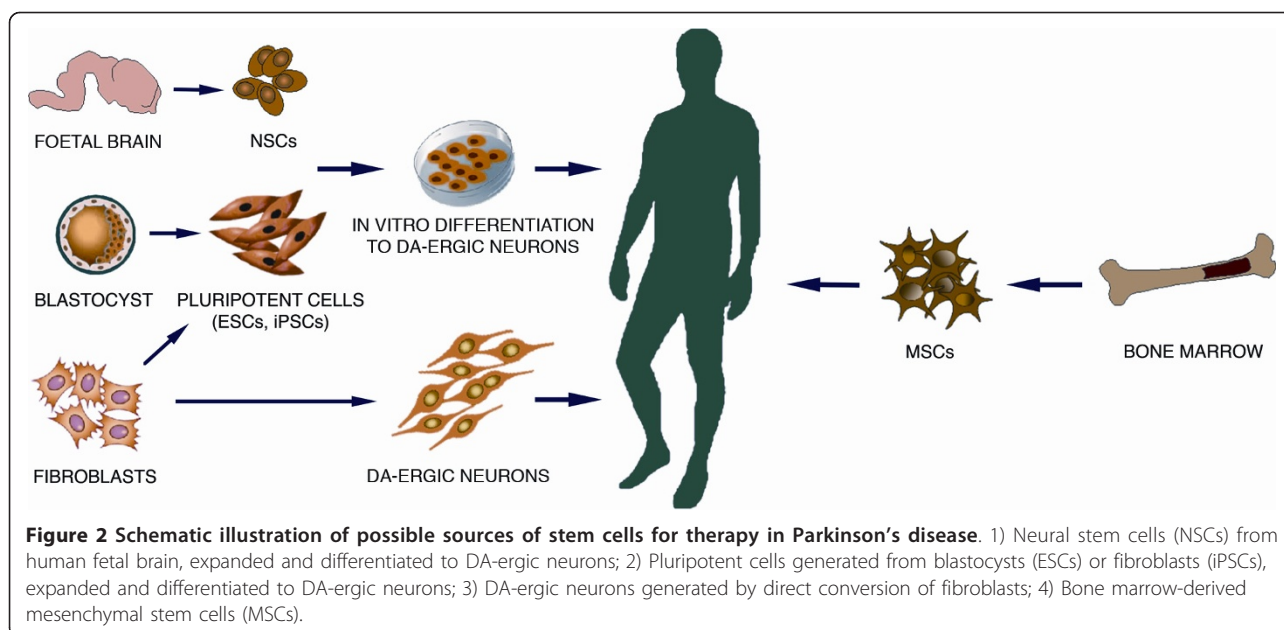 FOETAL BRAIN
NSCs
IN VITRO DIFFERENTIATION
TO DA-ERGIC NEURONS
BLASTOCYST
PLURIPOTENT CELLS
(ESCs, iPSCs)
MSCs
BONE MARROW
FIBROBLASTS
DA-ERGIC NEURONS
Figure 2 Schematic illustration of possible sources of stem cells for therapy in Parkinson's disease. 1) Neural stem cells (NSCs) from
human fetal brain, expanded and differentiated to DA-ergic neurons; 2) Pluripotent cells generated from blastocysts (ESCs) or fibroblasts (iPSCs),
expanded and differentiated to DA-ergic neurons; 3) DA-ergic neurons generated by direct conversion of fibroblasts; 4) Bone marrow-derived
mesenchymal stem cells (MSCs).